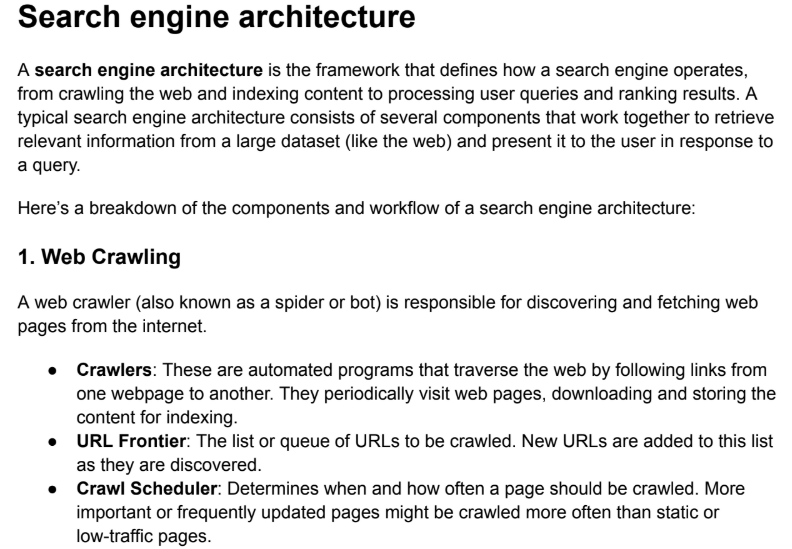 Search engine architecture
A search engine architecture is the framework that defines how a search engine operates,
from crawling the web and indexing content to processing user queries and ranking results. A
typical search engine architecture consists of several components that work together to retrieve
relevant information from a large dataset (like the web) and present it to the user in response to
a query.
Here’s a breakdown of the components and workflow of a search engine architecture:
1. Web Crawling
A web crawler (also known as a spider or bot) is responsible for discovering and fetching web
pages from the internet.
● Crawlers: These are automated programs that traverse the web by following links from
one webpage to another. They periodically visit web pages, downloading and storing the
content for indexing.
● URL Frontier: The list or queue of URLs to be crawled. New URLs are added to this list
as they are discovered.
● Crawl Scheduler: Determines when and how often a page should be crawled. More
important or frequently updated pages might be crawled more often than static or
low-traffic pages.